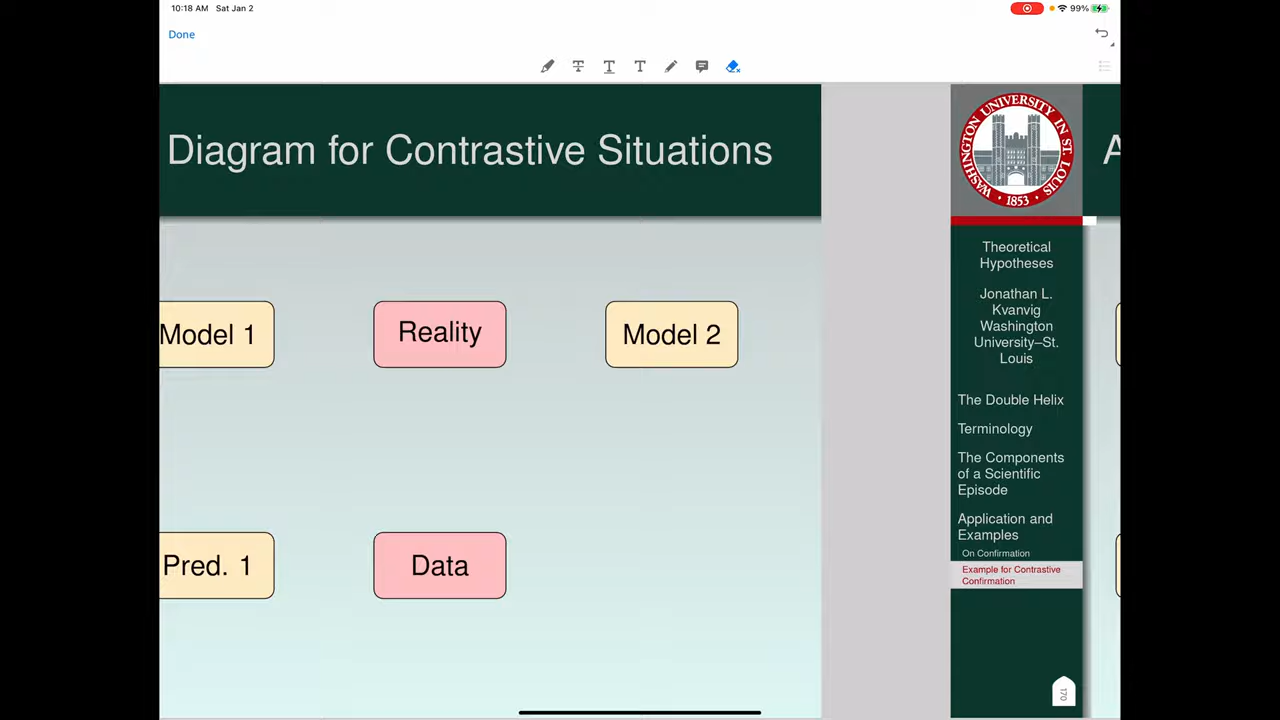 10:18 AM Sat Jan 2
99%
Done
Diagram for Contrastive Situations
Model 1
Reality
Model 2
Pred. 1
Data
WASHINGTON UNIVERSITY IN ST. LOUIS
1853
A
Theoretical
Hypotheses
Jonathan L.
Kvanvig
Washington
University–St.
Louis
The Double Helix
Terminology
The Components
of a Scientific
Episode
Application and
Examples
On Confirmation
Example for Contrastive
Confirmation
170